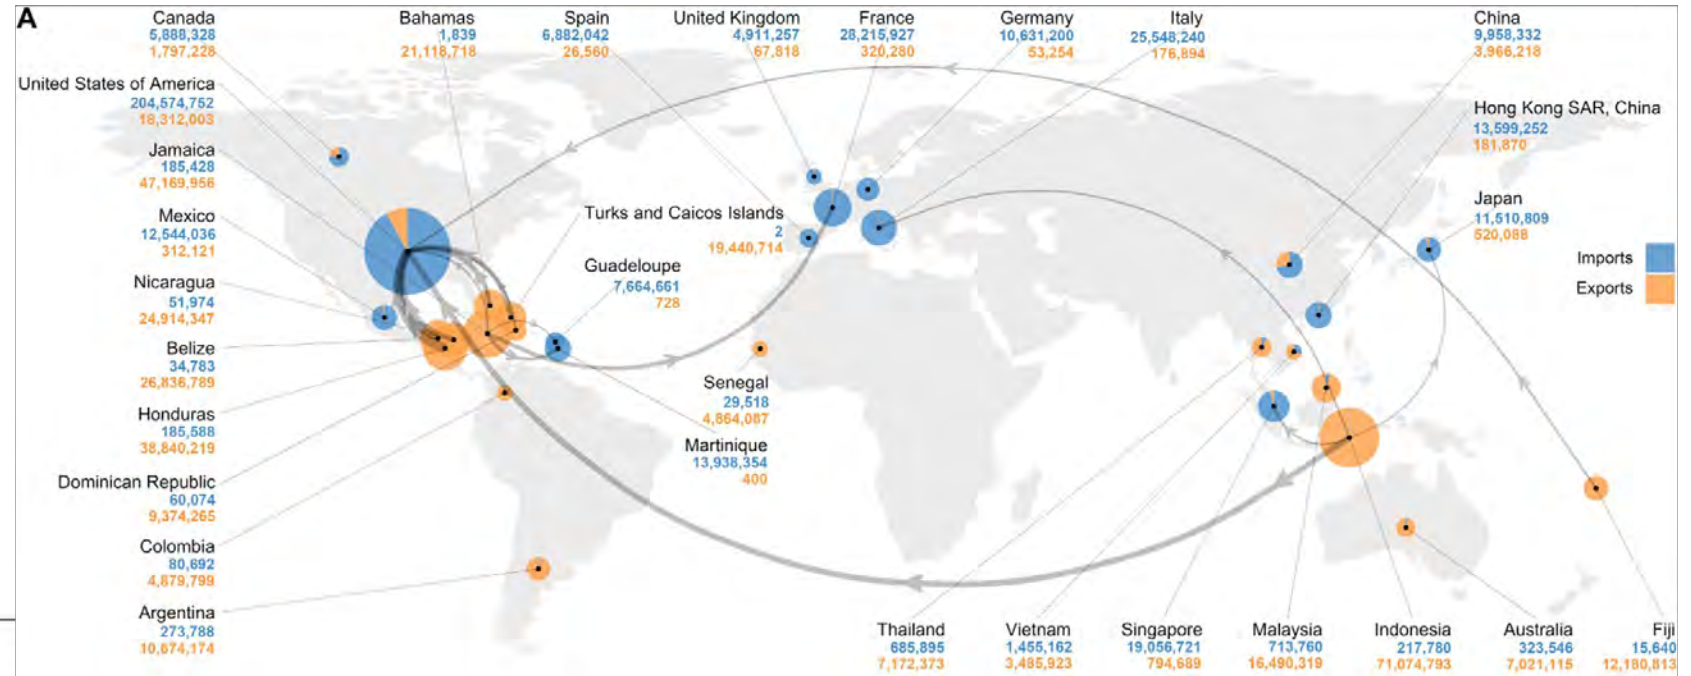 A
Canada
5,888,328
1,797,228
Bahamas
1,839
21,118,718
Spain
6,882,042
26,560
United Kingdom
4,911,257
67,818
France
28,215,927
320,280
Germany
10,631,200
53,254
Italy
25,548,240
176,894
China
9,958,332
3,966,218
United States of America
204,574,752
18,312,003
Hong Kong SAR, China
13,599,252
181,870
Jamaica
185,428
47,169,956
Japan
11,510,809
520,088
Mexico
12,544,036
312,121
Turks and Caicos Islands
2
19,440,714
Imports
Exports
Guadeloupe
7,664,661
728
Nicaragua
51,974
24,914,347
Belize
34,783
26,836,789
Senegal
29,518
4,864,087
Honduras
185,588
38,840,219
Martinique
13,938,354
400
Dominican Republic
60,074
9,374,265
Colombia
80,692
4,879,799
Argentina
273,788
10,674,174
Thailand
685,895
7,172,373
Vietnam
1,455,162
3,485,923
Singapore
19,056,721
794,689
Malaysia
713,760
16,490,319
Indonesia
217,780
71,074,793
Australia
323,546
7,021,115
Fiji
15,640
12,180,813